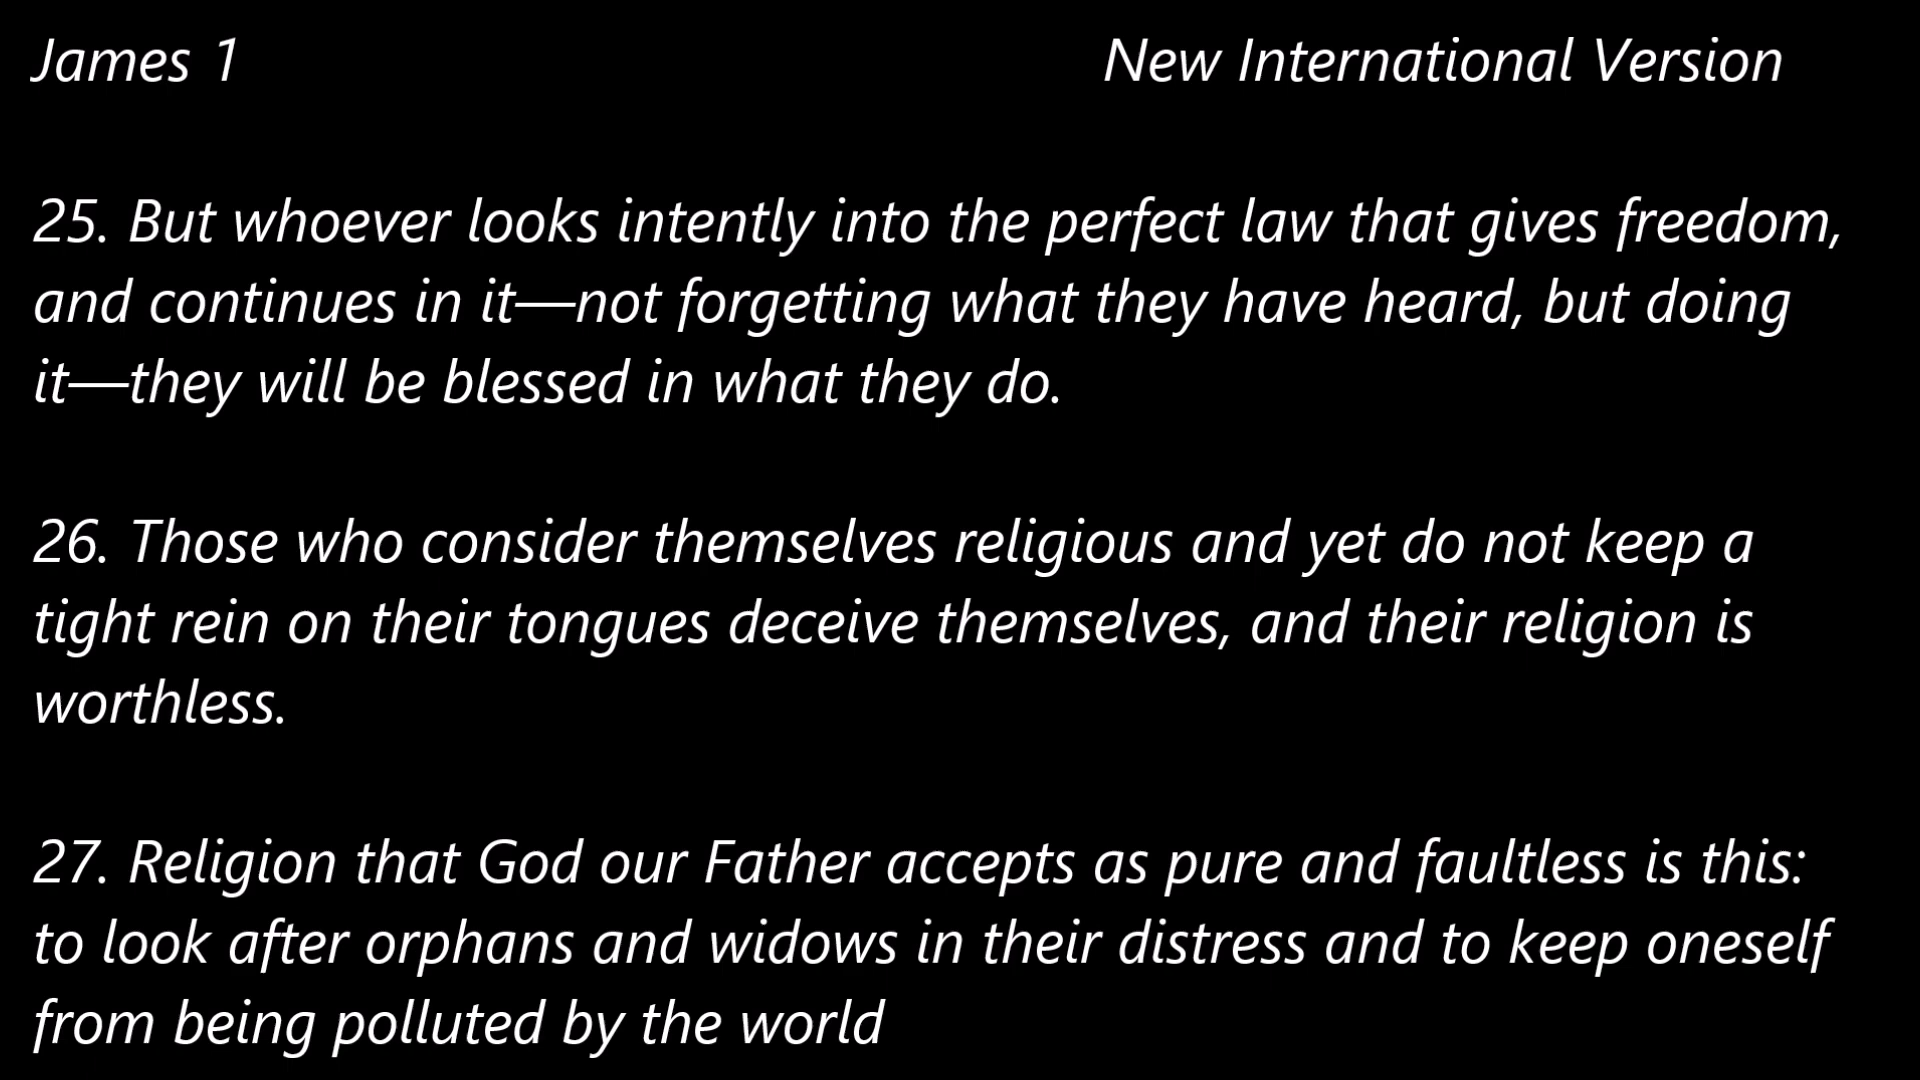 James 1 New International Version
25. But whoever looks intently into the perfect law that gives freedom,
and continues in it—not forgetting what they have heard, but doing
it—they will be blessed in what they do.
26. Those who consider themselves religious and yet do not keep a
tight rein on their tongues deceive themselves, and their religion is
worthless.
27. Religion that God our Father accepts as pure and faultless is this:
to look after orphans and widows in their distress and to keep oneself
from being polluted by the world